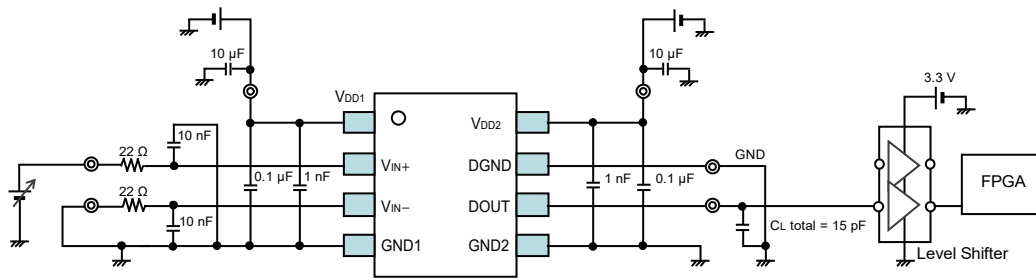 10 µF
10 µF
3.3 V
VDD1
VDD2
10 nF
22 Ω
VIN+
0.1 µF
1 nF
DGND
GND
1 nF
0.1 µF
FPGA
22 Ω
VIN−
10 nF
DOUT
CL total = 15 pF
GND1
GND2
Level Shifter